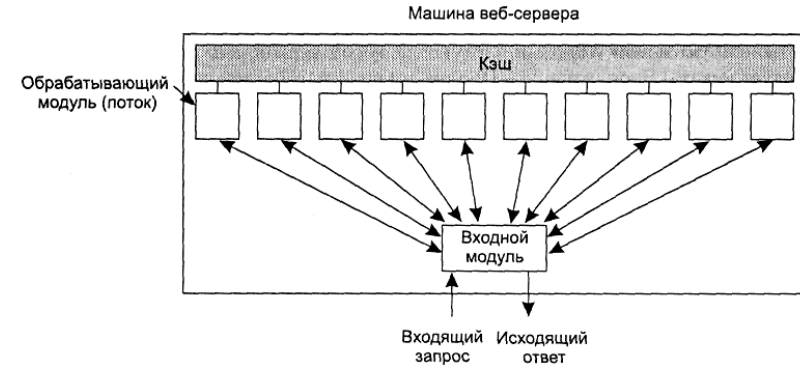 Машина веб-сервера
Кэш
Обрабатывающий
модуль (поток)
Входной
модуль
Входящий
запрос
Исходящий
ответ